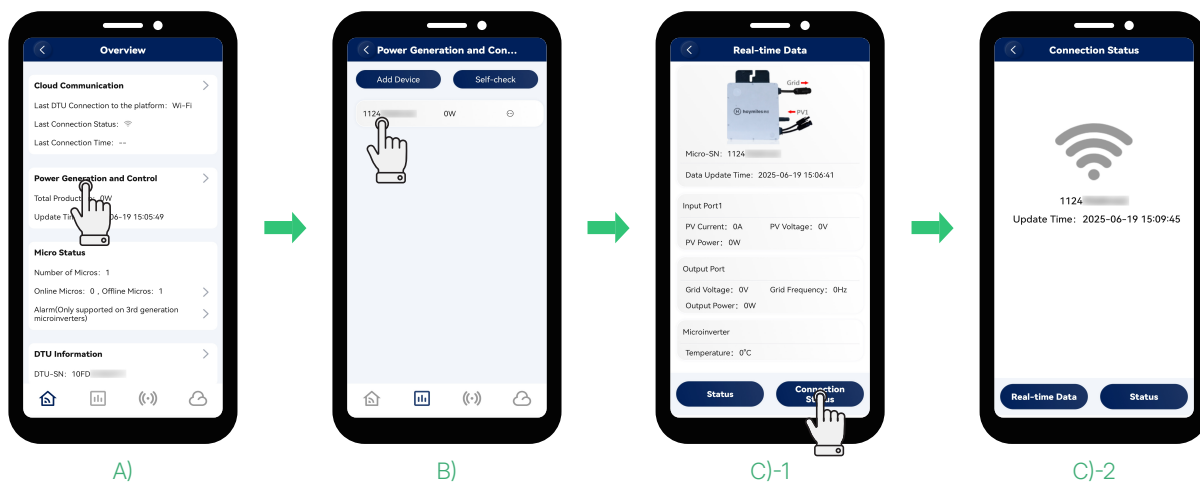 Overview
Cloud Communication
Last DTU Connection to the platform: Wi-Fi
Last Connection Status:
Last Connection Time: --
Power Generation and Control
Total Product 0W
Update Tim 06-19 15:05:49
Micro Status
Number of Micros: 1
Online Micros: 0 , Offline Micros: 1
Alarm(Only supported on 3rd generation
microinverters)
DTU Information
DTU-SN: 10FD
A)
Power Generation and Con...
Add Device Self-check
1124 0W
B)
Real-time Data
Grid
hoymiles
PV1
Micro-SN: 1124
Data Update Time: 2025-06-19 15:06:41
Input Port1
PV Current: 0A PV Voltage: 0V
PV Power: 0W
Output Port
Grid Voltage: 0V Grid Frequency: 0Hz
Output Power: 0W
Microinverter
Temperature: 0°C
Status
Connection
Status
C)-1
Connection Status
1124
Update Time: 2025-06-19 15:09:45
Real-time Data Status
C)-2